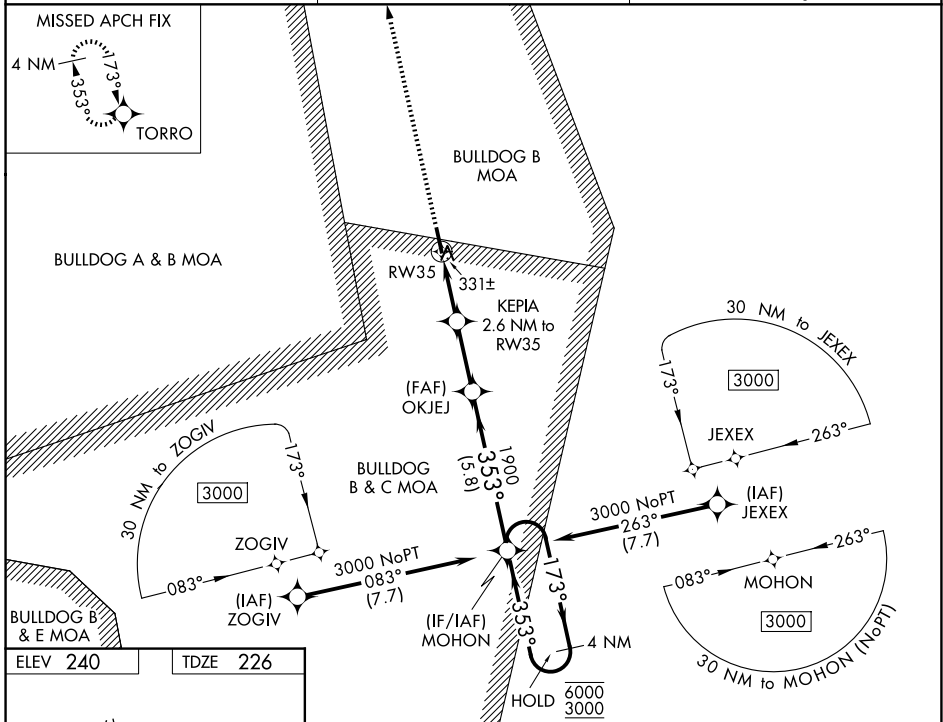 MISSED APCH FIX
4 NM
173°
353°
TORRO
BULLDOG B
MOA
BULLDOG A & B MOA
RW35
331±
KEPIA
2.6 NM to
RW35
(FAF)
OKJEJ
30 NM to JEXEX
3000
173°
263°
JEXEX
30 NM to ZOGIV
3000
173°
083°
ZOGIV
BULLDOG
B & C MOA
1900
353°
(5.8)
3000 NoPT
263°
(7.7)
(IAF)
JEXEX
3000 NoPT
083°
(7.7)
(IAF)
ZOGIV
(IF/IAF)
MOHON
173°
353°
4 NM
HOLD
6000
3000
083°
263°
MOHON
3000
30 NM to MOHON (NoPT)
BULLDOG B
& E MOA
ELEV 240
TDZE 226